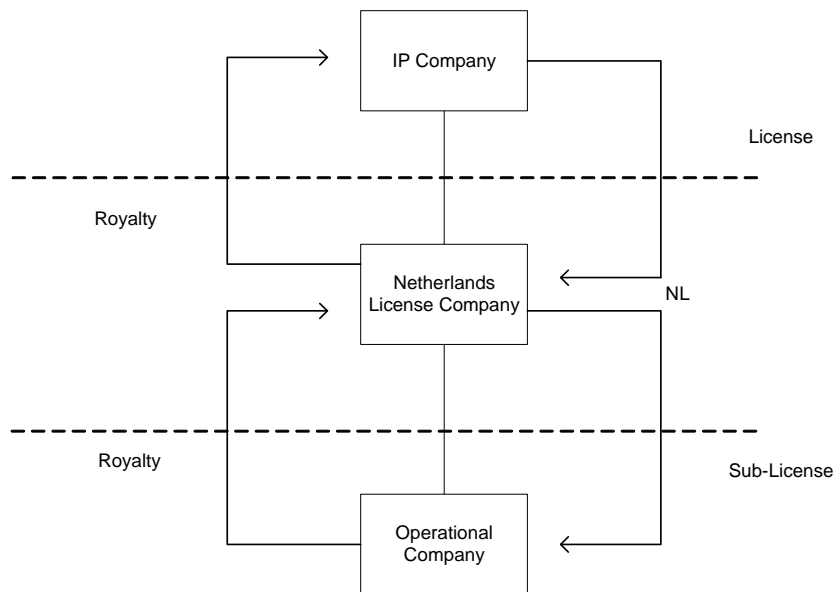 IP Company
License
Royalty
Netherlands
License Company
NL
Royalty
Sub-License
Operational
Company